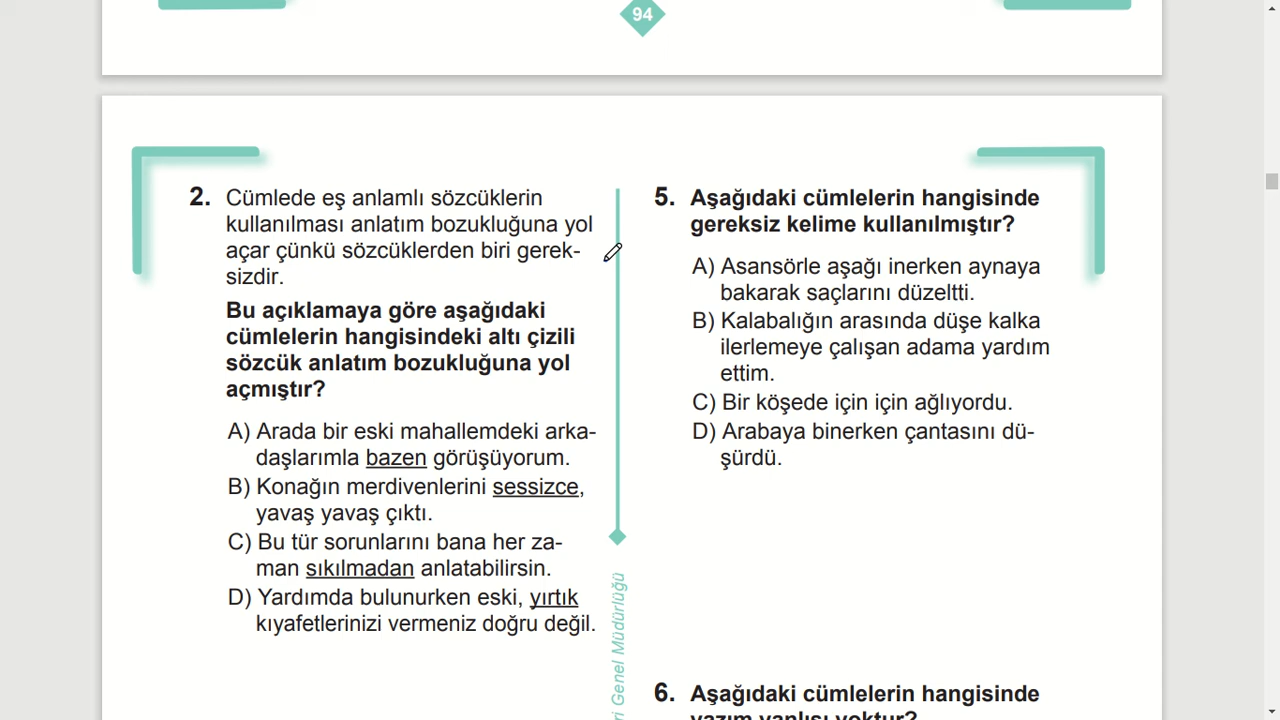 94
2. Cümlede eş anlamlı sözcüklerin
kullanılması anlatım bozukluğuna yol
açar çünkü sözcüklerden biri gerek-
sizdir.
Bu açıklamaya göre aşağıdaki
cümlelerin hangisindeki altı çizili
sözcük anlatım bozukluğuna yol
açmıştır?
A) Arada bir eski mahallemdeki arka-
daşlarımla bazen görüşüyorum.
B) Konağın merdivenlerini sessizce,
yavaş yavaş çıktı.
C) Bu tür sorunlarını bana her za-
man sıkılmadan anlatabilirsin.
D) Yardımda bulunurken eski, yırtık
kıyafetlerinizi vermeniz doğru değil.
ri Genel Müdürlüğü
5. Aşağıdaki cümlelerin hangisinde
gereksiz kelime kullanılmıştır?
A) Asansörle aşağı inerken aynaya
bakarak saçlarını düzeltti.
B) Kalabalığın arasında düşe kalka
ilerlemeye çalışan adama yardım
ettim.
C) Bir köşede için için ağlıyordu.
D) Arabaya binerken çantasını dü-
şürdü.
6. Aşağıdaki cümlelerin hangisinde
yazım yanlışı yoktur?